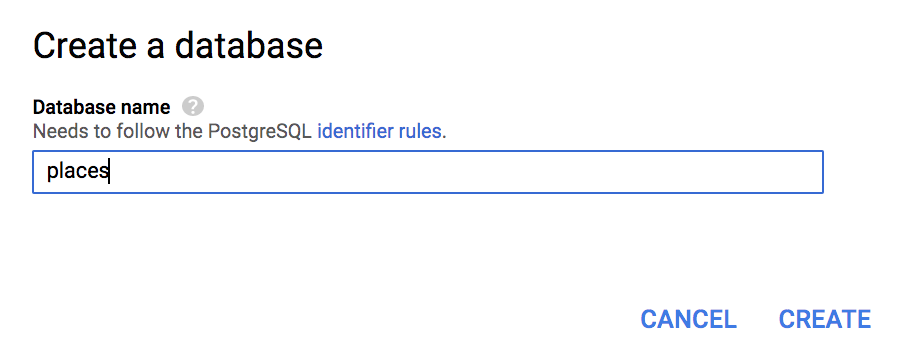 Create a database
Database name ?
Needs to follow the PostgreSQL identifier rules.
places
CANCEL CREATE